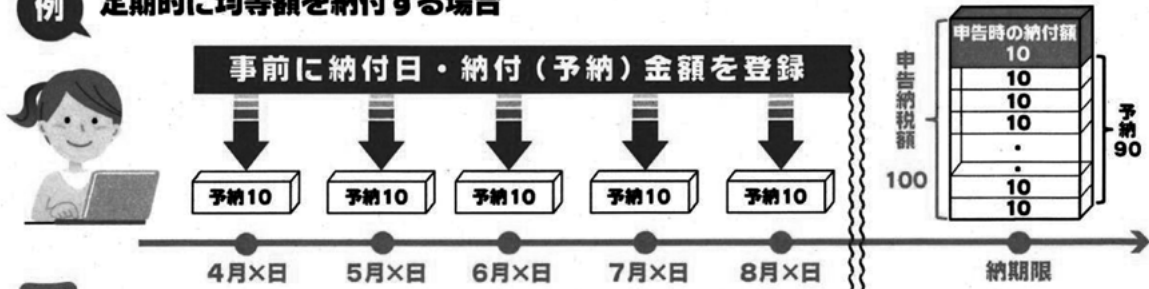 例
定期的に均等額を納付する場合
事前に納付日・納付(予納)金額を登録
予納10
予納10
予納10
予納10
予納10
4月×日
5月×日
6月×日
7月×日
8月×日
申告納税額
100
申告時の納付額
10
10
10
10
・
・
10
10
予納
90
納期限